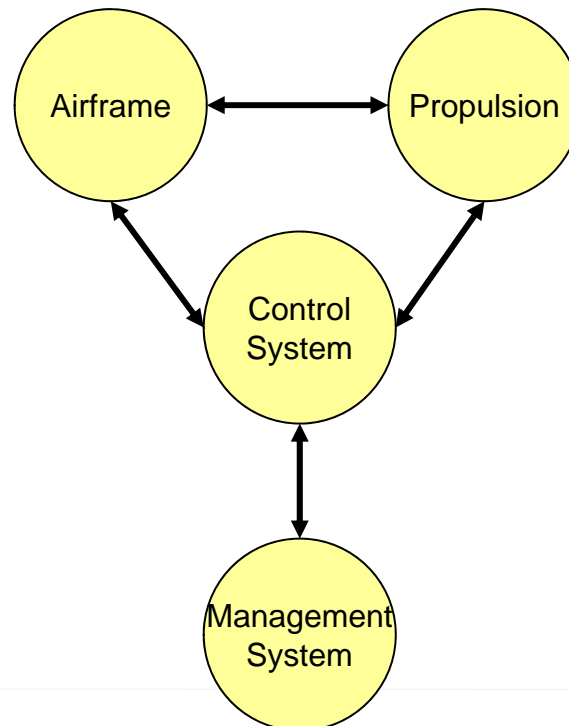 Airframe
Propulsion
Control
System
Management
System